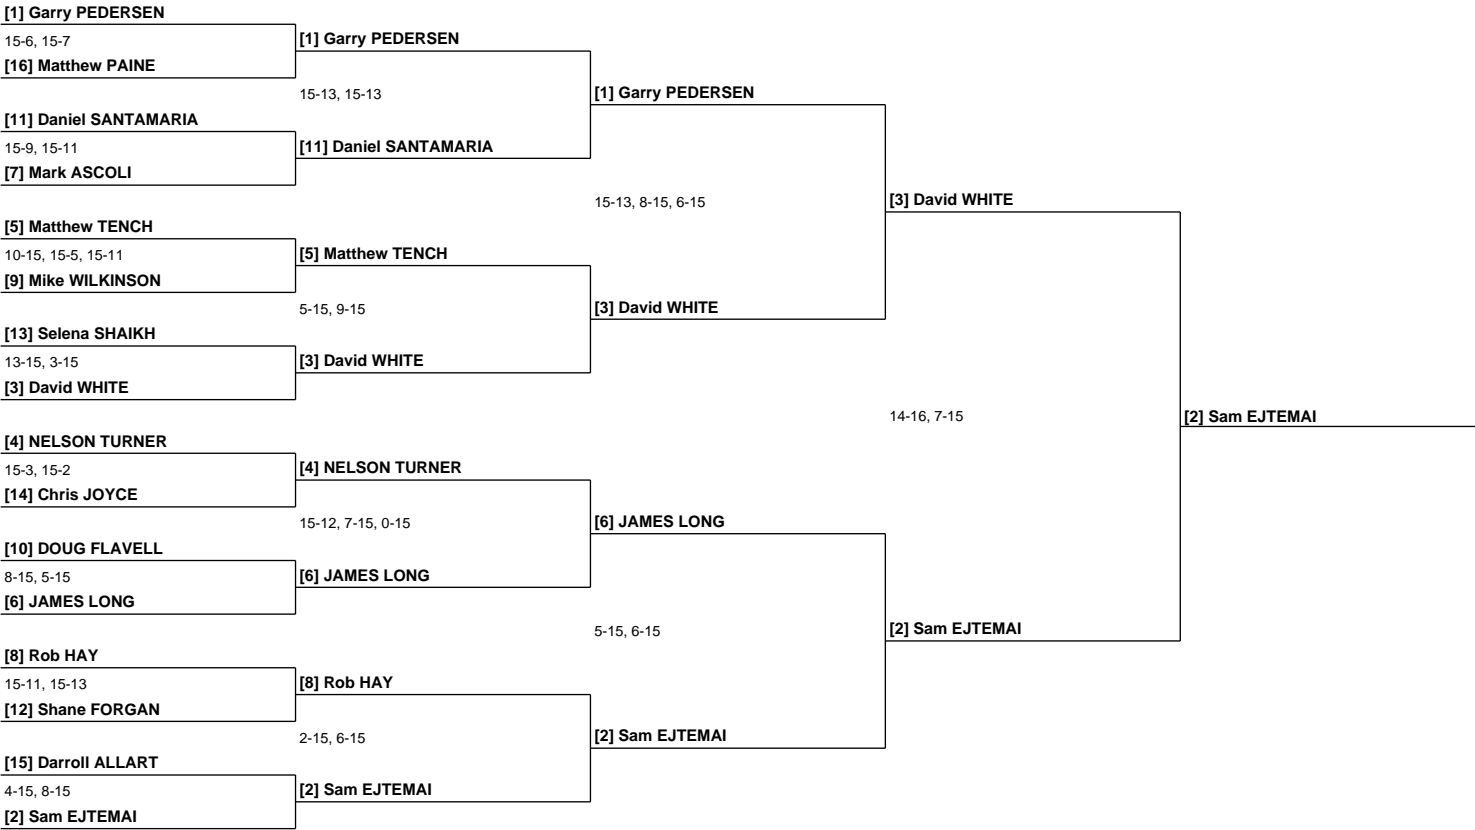 [1] Garry PEDERSEN
15-6, 15-7
[16] Matthew PAINE
[11] Daniel SANTAMARIA
15-9, 15-11
[7] Mark ASCOLI
[5] Matthew TENCH
10-15, 15-5, 15-11
[9] Mike WILKINSON
[13] Selena SHAIKH
13-15, 3-15
[3] David WHITE
[4] NELSON TURNER
15-3, 15-2
[14] Chris JOYCE
[10] DOUG FLAVELL
8-15, 5-15
[6] JAMES LONG
[8] Rob HAY
15-11, 15-13
[12] Shane FORGAN
[15] Darroll ALLART
4-15, 8-15
[2] Sam EJTEMAI
[1] Garry PEDERSEN
15-13, 15-13
[11] Daniel SANTAMARIA
[5] Matthew TENCH
5-15, 9-15
[3] David WHITE
[4] NELSON TURNER
15-12, 7-15, 0-15
[6] JAMES LONG
[8] Rob HAY
2-15, 6-15
[2] Sam EJTEMAI
[1] Garry PEDERSEN
15-13, 8-15, 6-15
[3] David WHITE
[6] JAMES LONG
5-15, 6-15
[2] Sam EJTEMAI
[3] David WHITE
14-16, 7-15
[2] Sam EJTEMAI
[2] Sam EJTEMAI